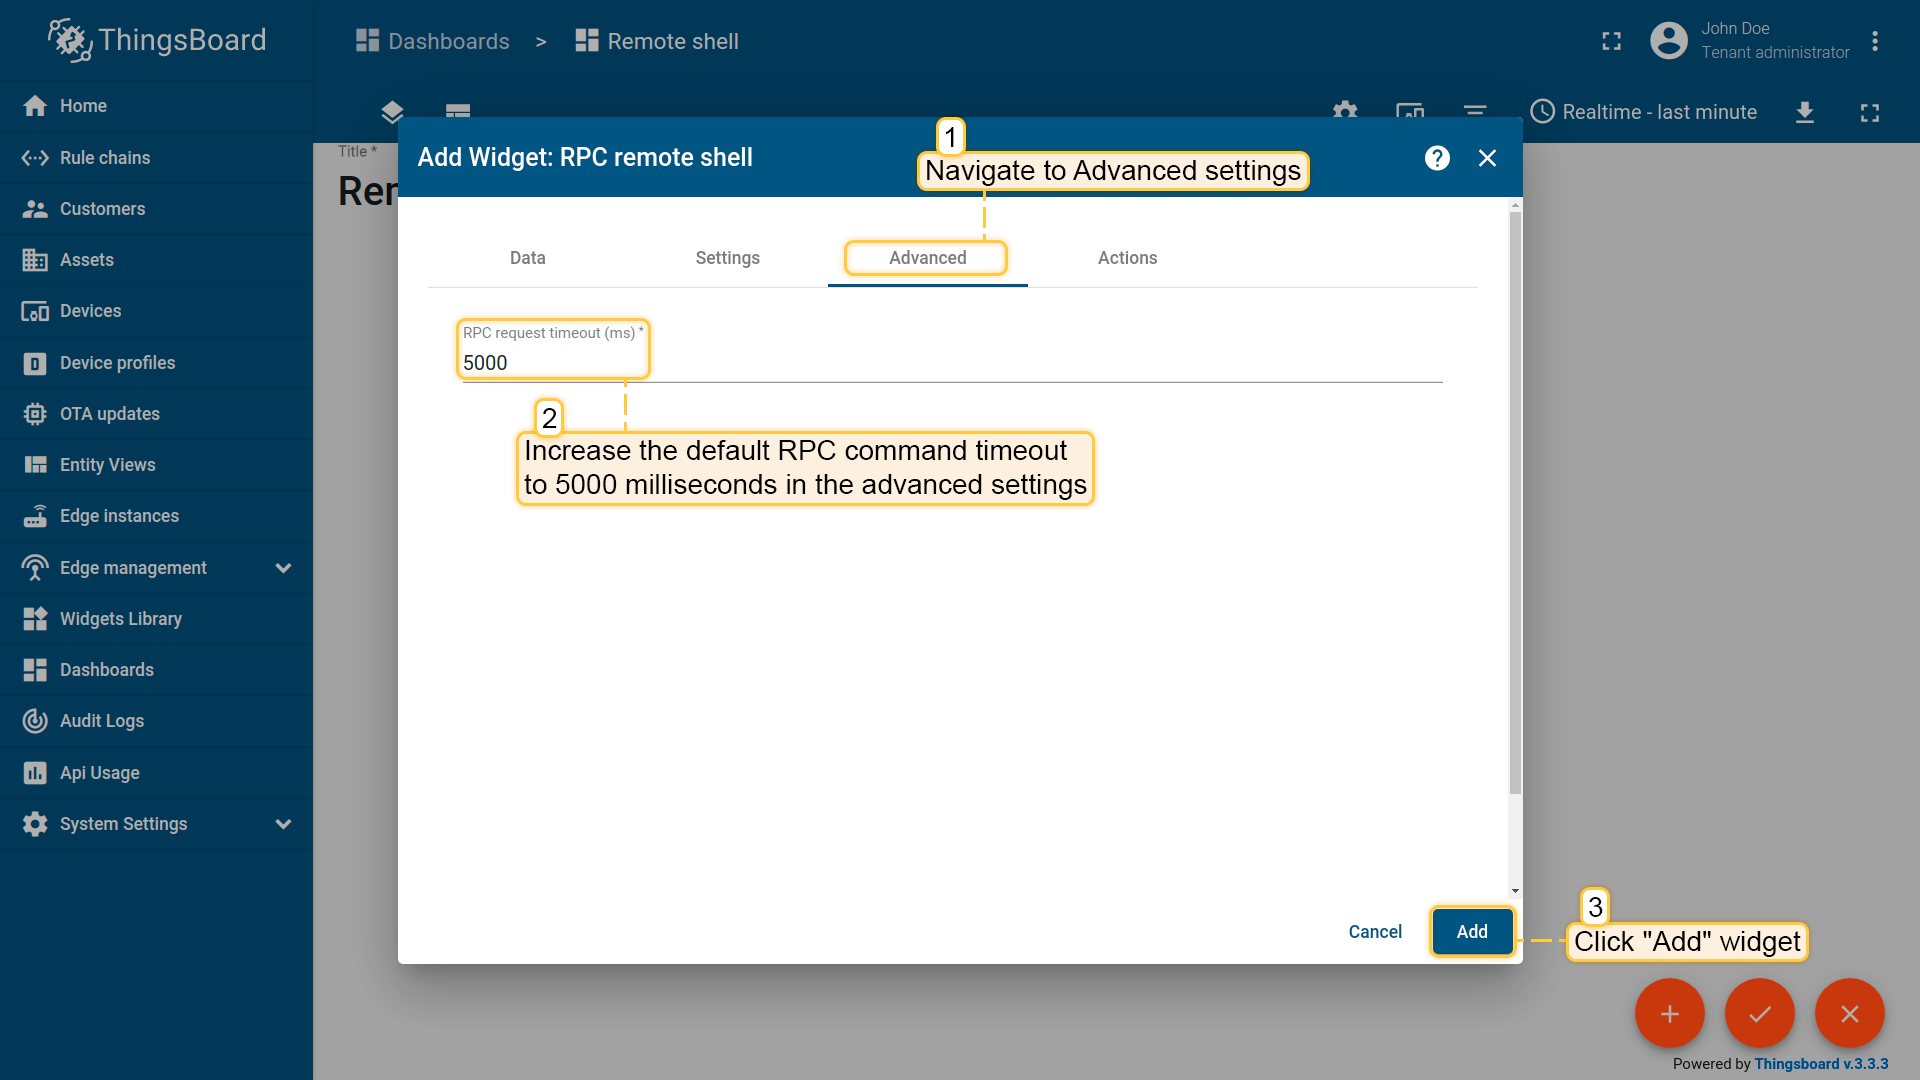 ThingsBoard
Dashboards > Remote shell
John Doe
Tenant administrator
Home
Rule chains
Customers
Assets
Devices
Device profiles
OTA updates
Entity Views
Edge instances
Edge management
Widgets Library
Dashboards
Audit Logs
Api Usage
System Settings
Realtime - last minute
Title *
Rem
Add Widget: RPC remote shell
1
Navigate to Advanced settings
Data
Settings
Advanced
Actions
RPC request timeout (ms) *
5000
2
Increase the default RPC command timeout
to 5000 milliseconds in the advanced settings
Cancel
Add
3
Click "Add" widget
Powered by Thingsboard v.3.3.3